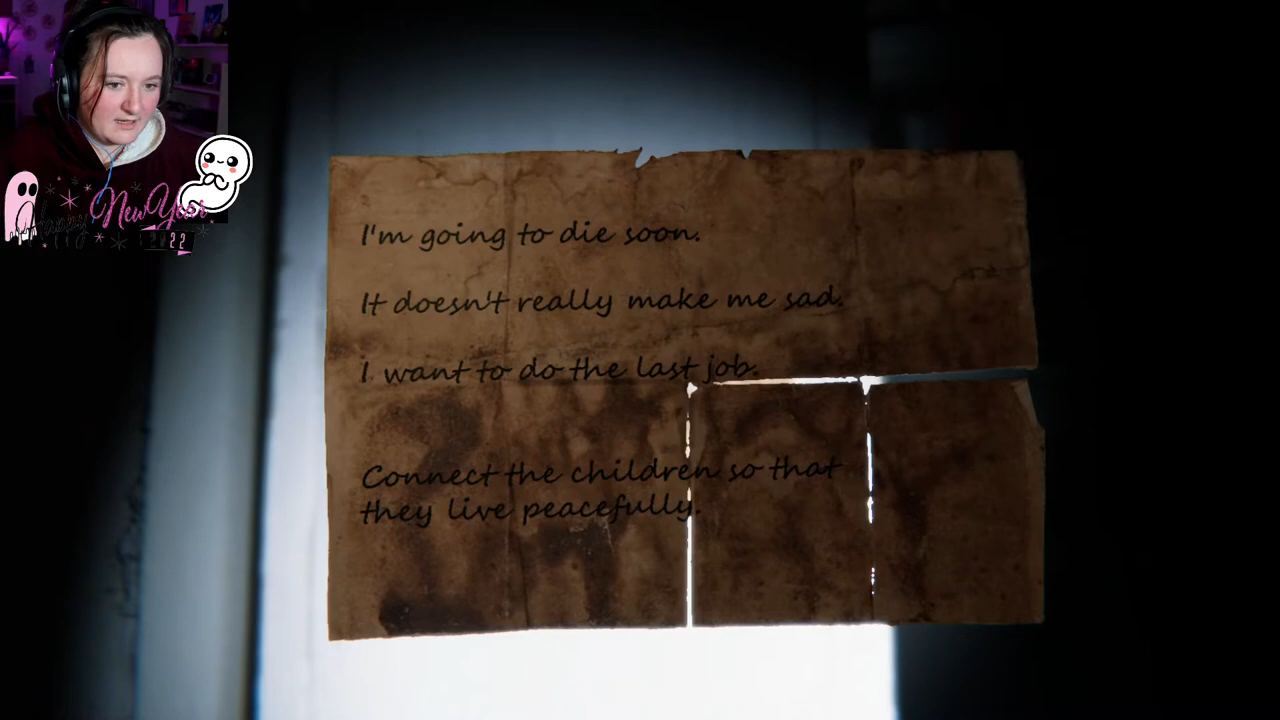 Happy New Year
2022
I'm going to die soon.
It doesn't really make me sad.
I want to do the last job.
Connect the children so that
they live peacefully.